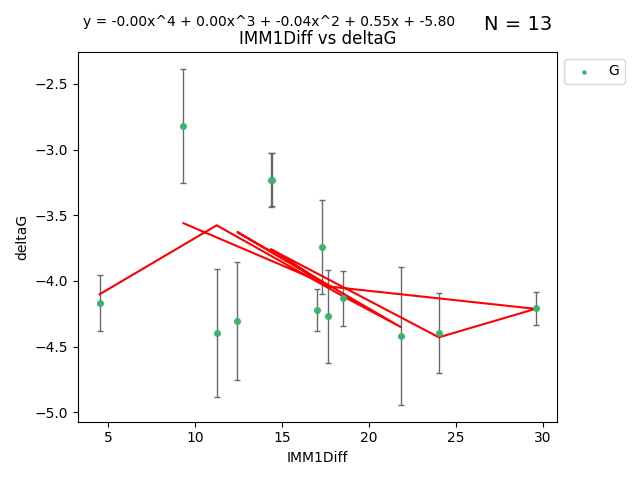 y = -0.00x^4 + 0.00x^3 + -0.04x^2 + 0.55x + -5.80
N = 13
IMM1Diff vs deltaG
G
−2.5
−3.0
−3.5
−4.0
−4.5
−5.0
deltaG
5 10 15 20 25 30
IMM1Diff